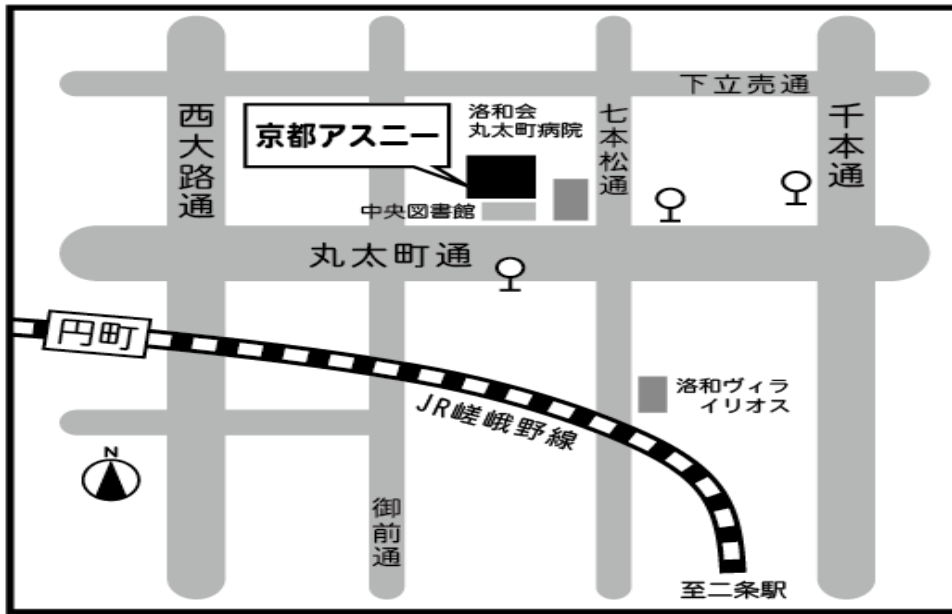 下立売通
西大路通
京都アスニー
洛和会
丸太町病院
七本松通
千本通
中央図書館
丸太町通
円町
洛和ヴィラ
イリオス
JR嵯峨野線
N
御前通
至二条駅